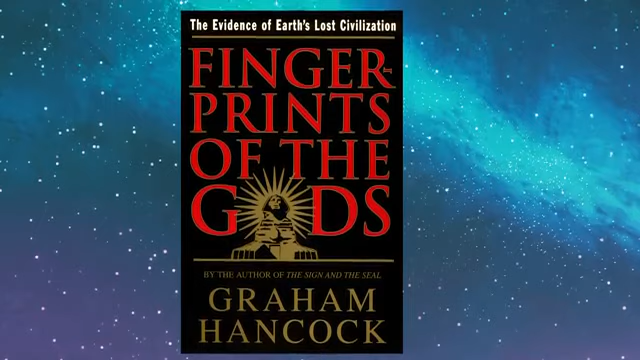 The Evidence of Earth's Lost Civilization
FINGER-
PRINTS
OF THE
GODS
BY THE AUTHOR OF THE SIGN AND THE SEAL
GRAHAM
HANCOCK